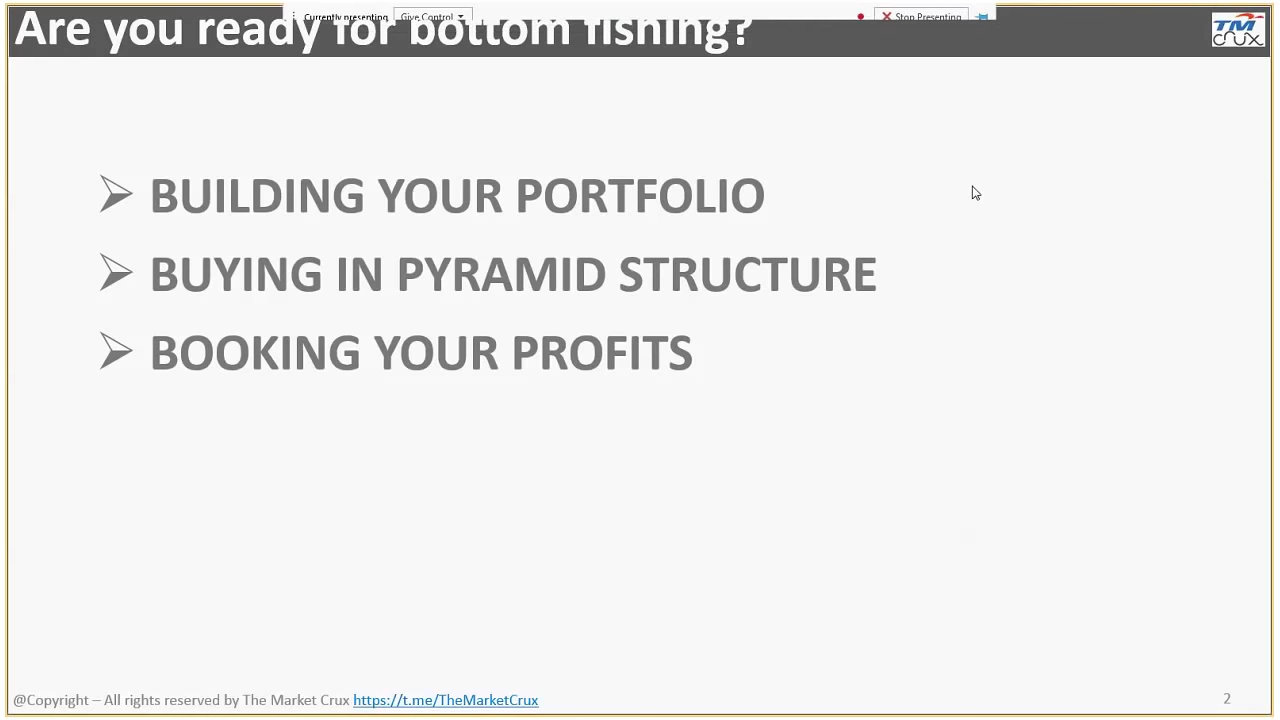 Currently presenting Give Control Stop Presenting
Are you ready for bottom fishing?
TM
CRUX
BUILDING YOUR PORTFOLIO
BUYING IN PYRAMID STRUCTURE
BOOKING YOUR PROFITS
@Copyright – All rights reserved by The Market Crux https://t.me/TheMarketCrux
2